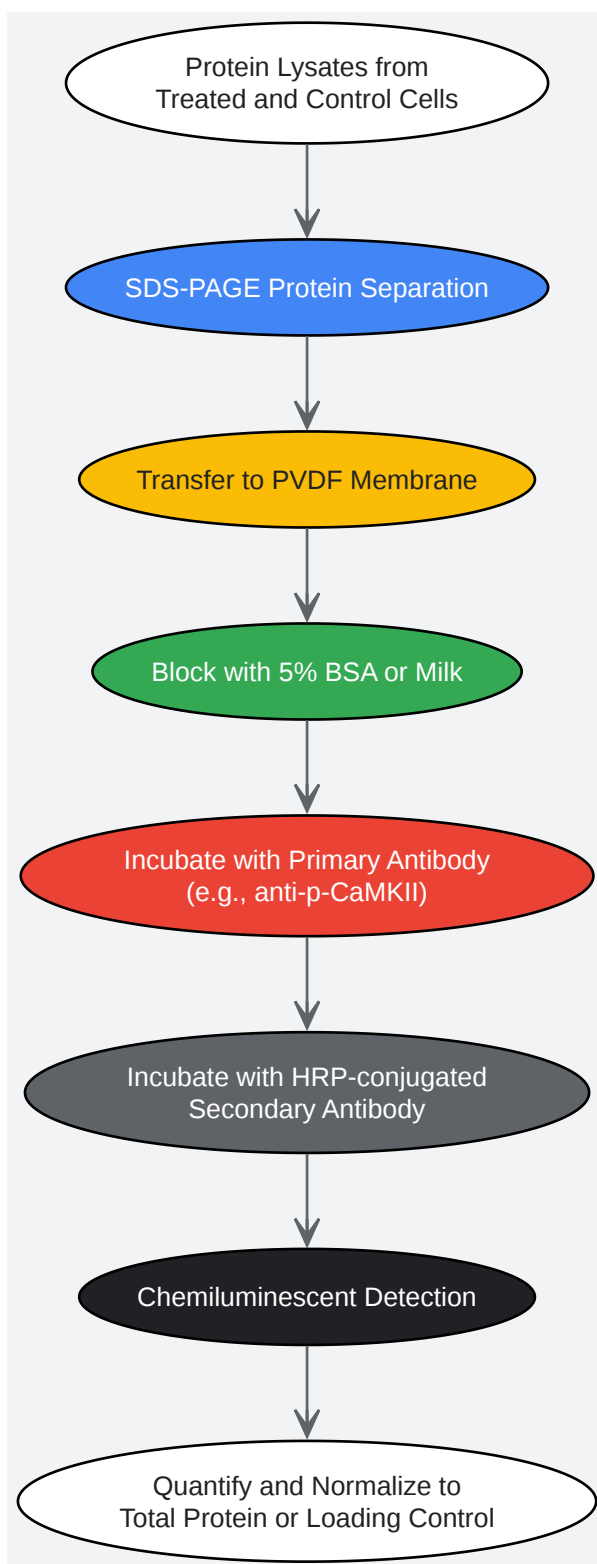 Protein Lysates from
Treated and Control Cells
SDS-PAGE Protein Separation
Transfer to PVDF Membrane
Block with 5% BSA or Milk
Incubate with Primary Antibody
(e.g., anti-p-CaMKII)
Incubate with HRP-conjugated
Secondary Antibody
Chemiluminescent Detection
Quantify and Normalize to
Total Protein or Loading Control